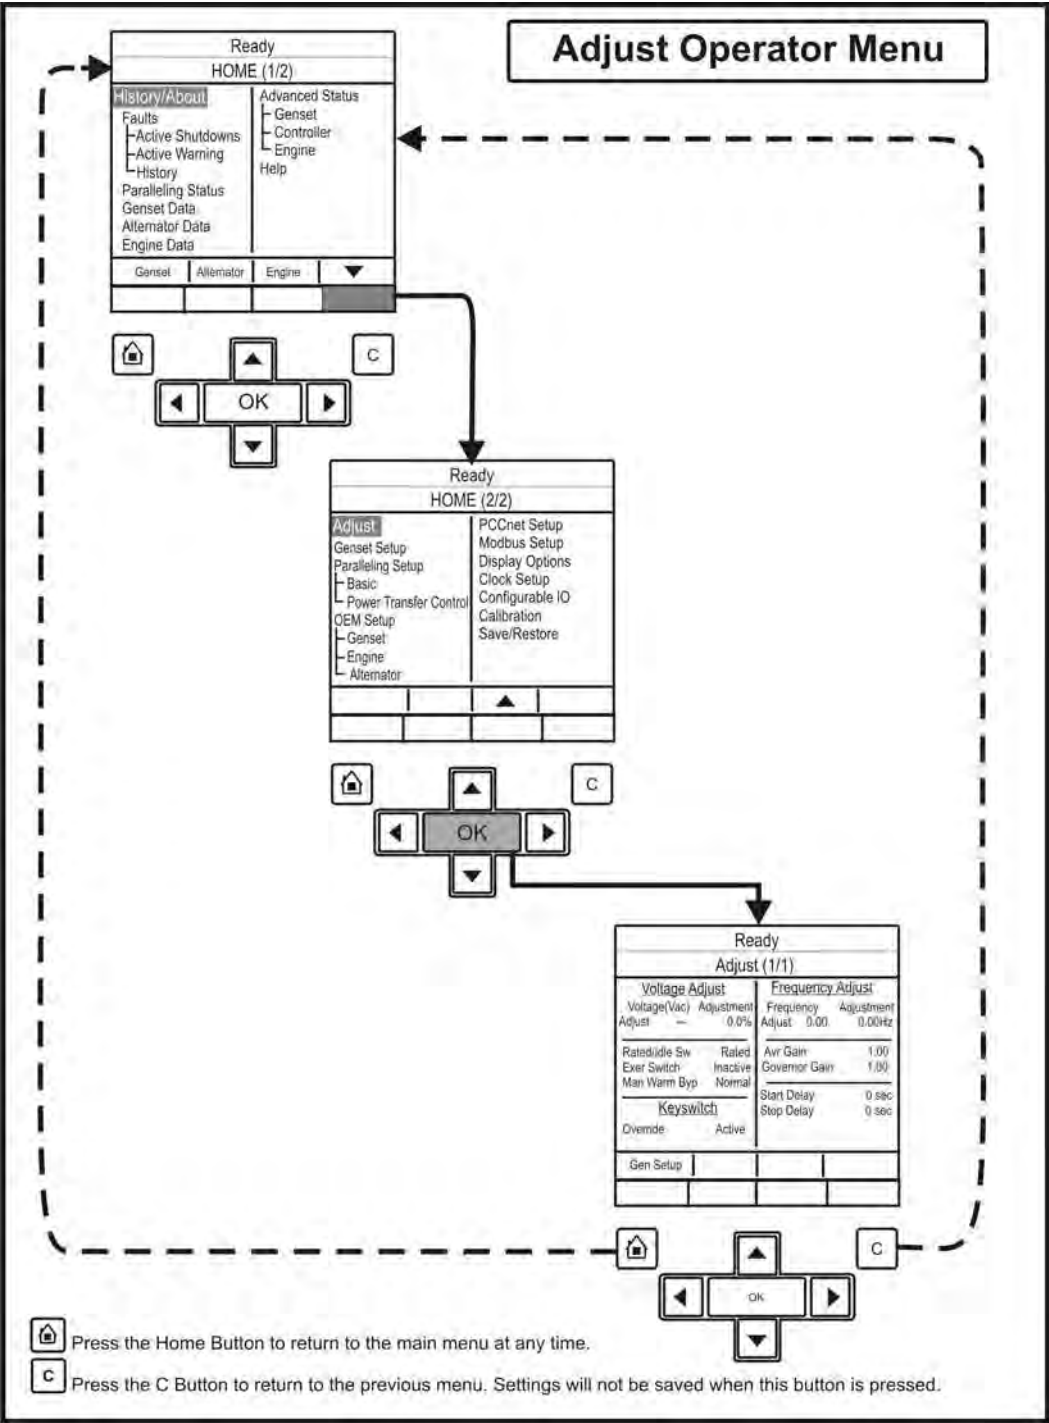 Adjust Operator Menu
Ready
HOME (1/2)
History/About
Faults
Active Shutdowns
Active Warning
History
Paralleling Status
Genset Data
Alternator Data
Engine Data
Advanced Status
Genset
Controller
Engine
Help
Genset Alternator Engine
C
OK
Ready
HOME (2/2)
Adjust
Genset Setup
Paralleling Setup
Basic
Power Transfer Control
OEM Setup
Genset
Engine
Alternator
PCCnet Setup
Modbus Setup
Display Options
Clock Setup
Configurable IO
Calibration
Save/Restore
C
OK
Ready
Adjust (1/1)
Voltage Adjust
Voltage(Vac) Adjustment
Adjust --- 0.0%
Rated/Idle Sw Rated
Exer Switch Inactive
Man Warm Byp Normal
Keyswitch
Override Active
Frequency Adjust
Frequency Adjustment
Adjust 0.00 0.00Hz
Avr Gain 1.00
Governor Gain 1.00
Start Delay 0 sec
Stop Delay 0 sec
Gen Setup
C
OK
Press the Home Button to return to the main menu at any time.
C Press the C Button to return to the previous menu. Settings will not be saved when this button is pressed.